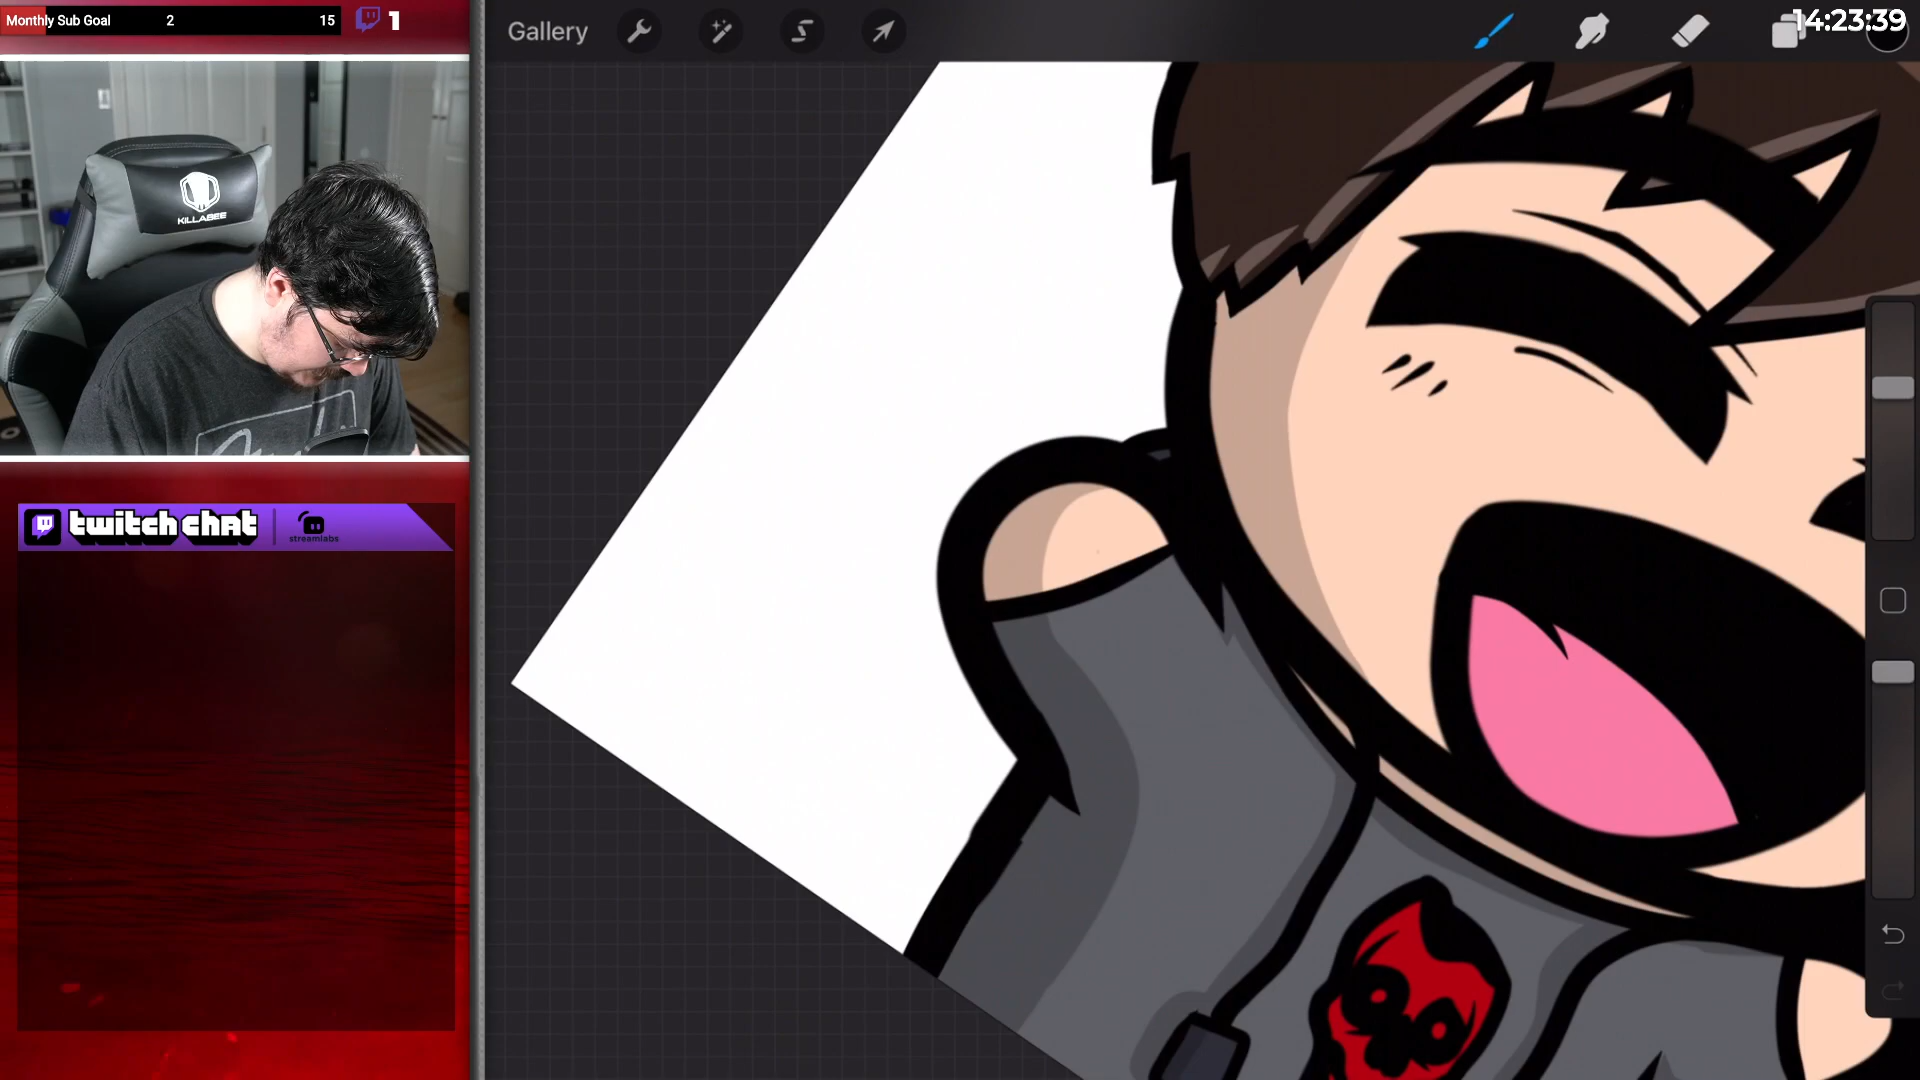 Monthly Sub Goal 2 15
1
Gallery
14:23:39
KILLABEE
twitch chat
streamlabs